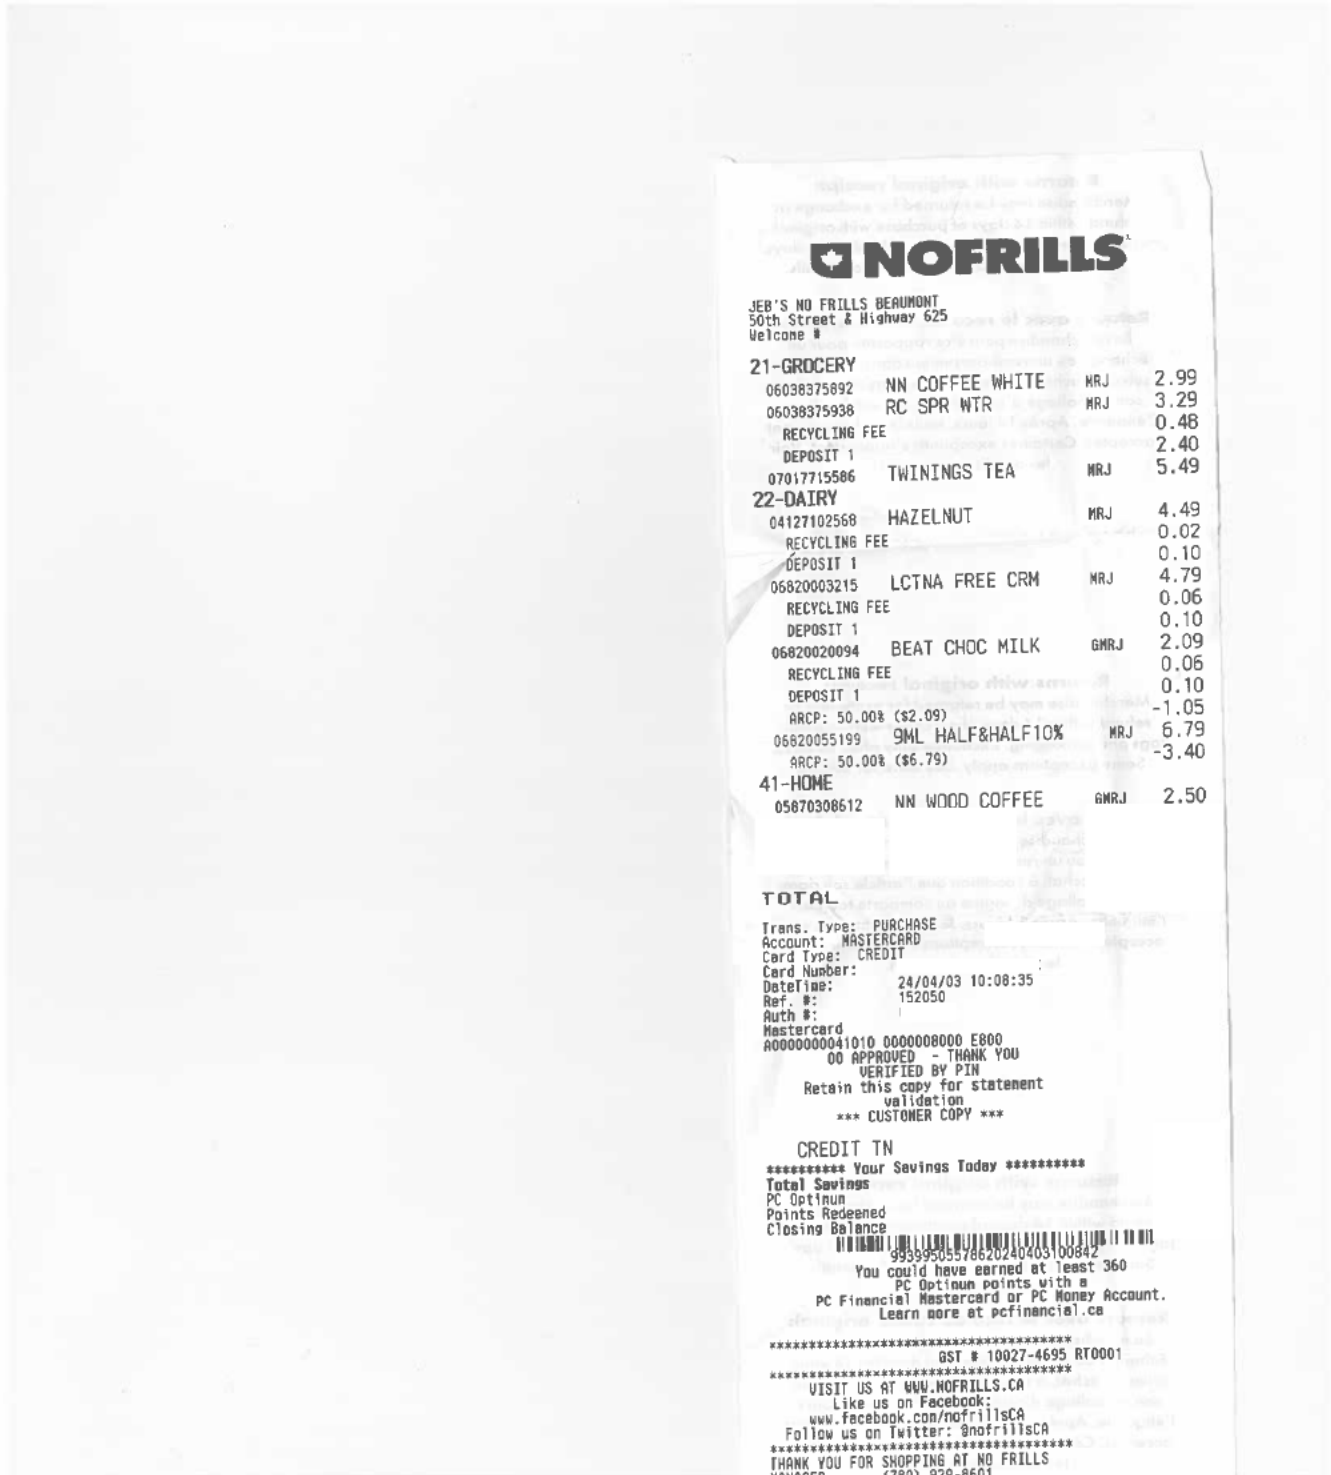 NOFRILLS
JEB'S NO FRILLS BEAUMONT
50th Street & Highway 625
Welcome #
21-GROCERY
06038375892 NN COFFEE WHITE MRJ 2.99
06038375938 RC SPR WTR MRJ 3.29
RECYCLING FEE 0.48
DEPOSIT 1 2.40
07017715586 TWININGS TEA MRJ 5.49
22-DAIRY
04127102568 HAZELNUT MRJ 4.49
RECYCLING FEE 0.02
DEPOSIT 1 0.10
06820003215 LCTNA FREE CRM MRJ 4.79
RECYCLING FEE 0.06
DEPOSIT 1 0.10
06820020094 BEAT CHOC MILK GMRJ 2.09
RECYCLING FEE 0.06
DEPOSIT 1 0.10
ARCP: 50.00% ($2.09) -1.05
06820055199 9ML HALF&HALF10% MRJ 6.79
ARCP: 50.00% ($6.79) -3.40
41-HOME
05870308612 NN WOOD COFFEE GMRJ 2.50
TOTAL
Trans. Type: PURCHASE
Account: MASTERCARD
Card Type: CREDIT
Card Number:
DateTime: 24/04/03 10:08:35
Ref. #: 152050
Auth #:
Mastercard
A0000000041010 0000008000 E800
00 APPROVED - THANK YOU
VERIFIED BY PIN
Retain this copy for statement
validation
*** CUSTOMER COPY ***
CREDIT TN
********** Your Savings Today **********
Total Savings
PC Optimum
Points Redeemed
Closing Balance
99399505578620240403100842
You could have earned at least 360
PC Optimum points with a
PC Financial Mastercard or PC Money Account.
Learn more at pcfinancial.ca
****************************************
GST # 10027-4695 RT0001
****************************************
VISIT US AT WWW.NOFRILLS.CA
Like us on Facebook:
www.facebook.com/nofrillsCA
Follow us on Twitter: @nofrillsCA
****************************************
THANK YOU FOR SHOPPING AT NO FRILLS